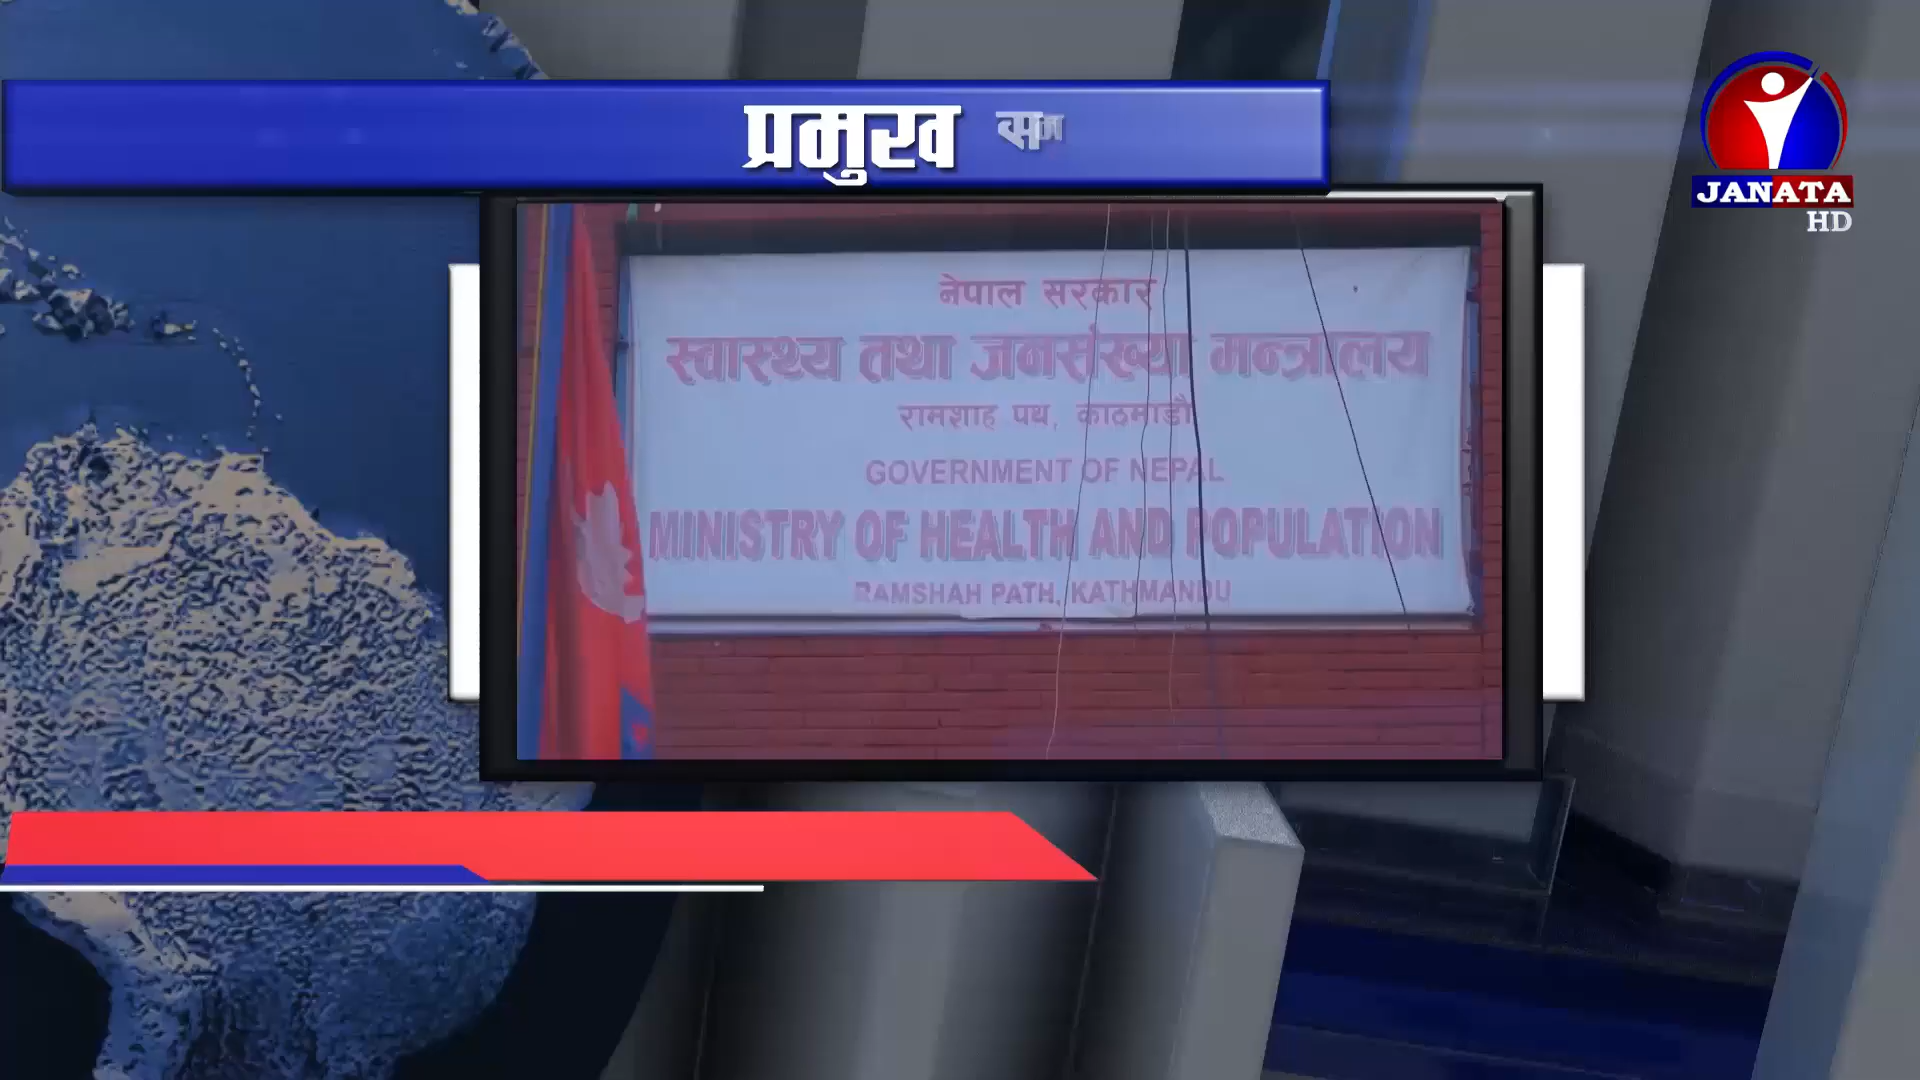 प्रमुख
JANATA
HD
नेपाल सरकार
स्वास्थ्य तथा जनसंख्या मन्त्रालय
रामशाह पथ, काठमाडौं
GOVERNMENT OF NEPAL
MINISTRY OF HEALTH AND POPULATION
RAMSHAH PATH, KATHMANDU